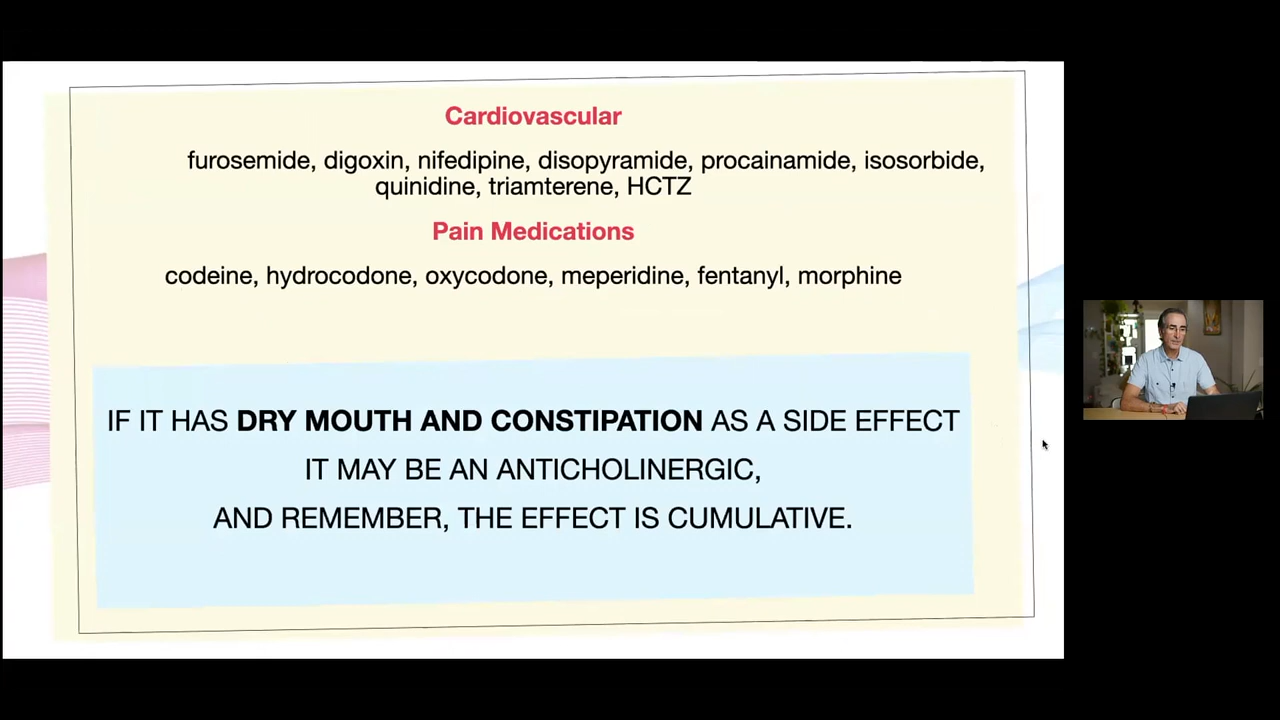 Cardiovascular
furosemide, digoxin, nifedipine, disopyramide, procainamide, isosorbide,
quinidine, triamterene, HCTZ
Pain Medications
codeine, hydrocodone, oxycodone, meperidine, fentanyl, morphine
IF IT HAS DRY MOUTH AND CONSTIPATION AS A SIDE EFFECT
IT MAY BE AN ANTICHOLINERGIC,
AND REMEMBER, THE EFFECT IS CUMULATIVE.